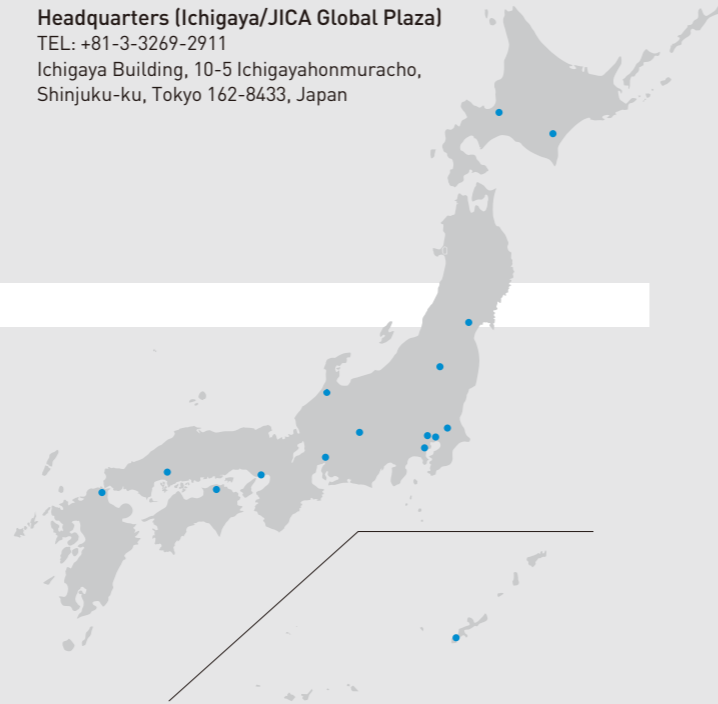 Headquarters (Ichigaya/JICA Global Plaza)
TEL: +81-3-3269-2911
Ichigaya Building, 10-5 Ichigayahonmuracho,
Shinjuku-ku, Tokyo 162-8433, Japan